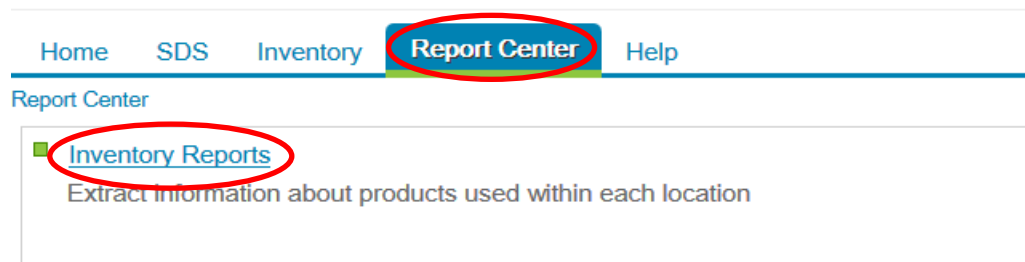 Home SDS Inventory Report Center Help
Report Center
Inventory Reports
Extract information about products used within each location